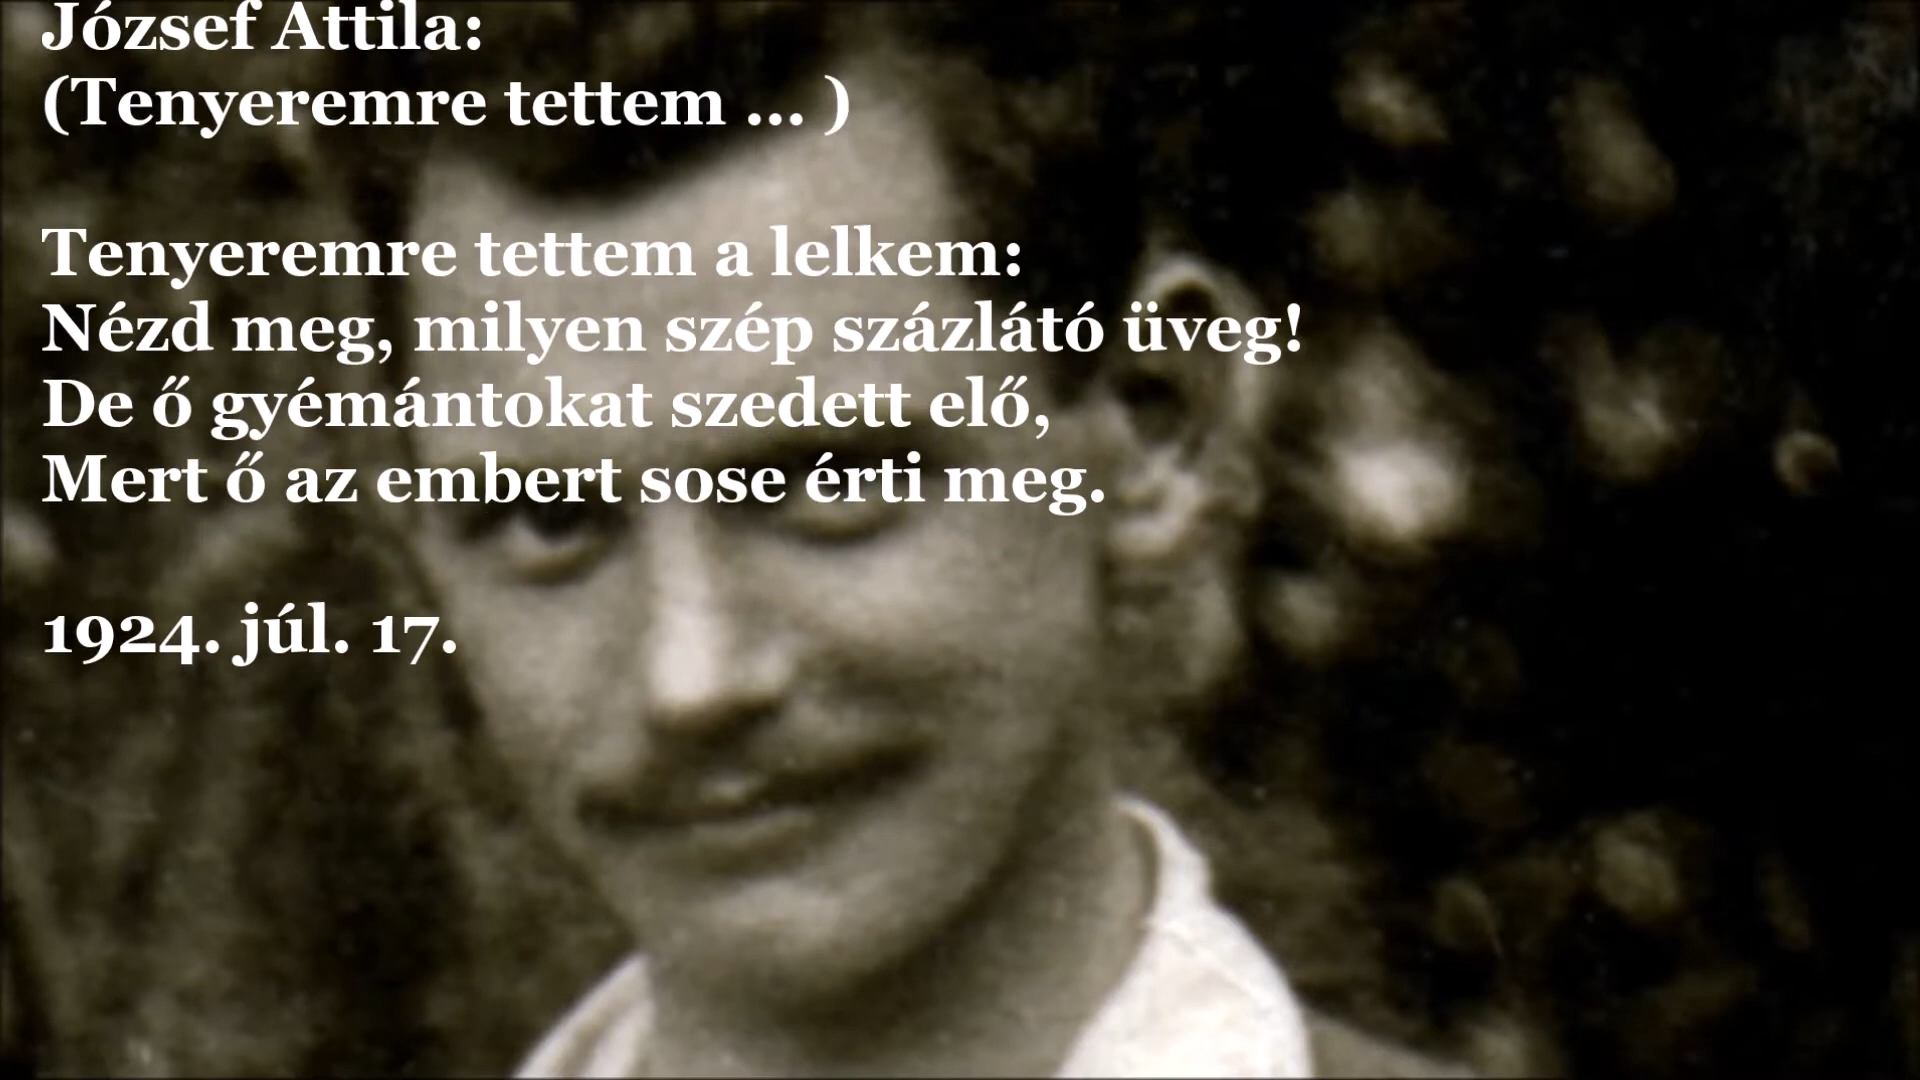 József Attila:
(Tenyeremre tettem ... )
Tenyeremre tettem a lelkem:
Nézd meg, milyen szép százlátó üveg!
De ő gyémántokat szedett elő,
Mert ő az embert sose érti meg.
1924. júl. 17.